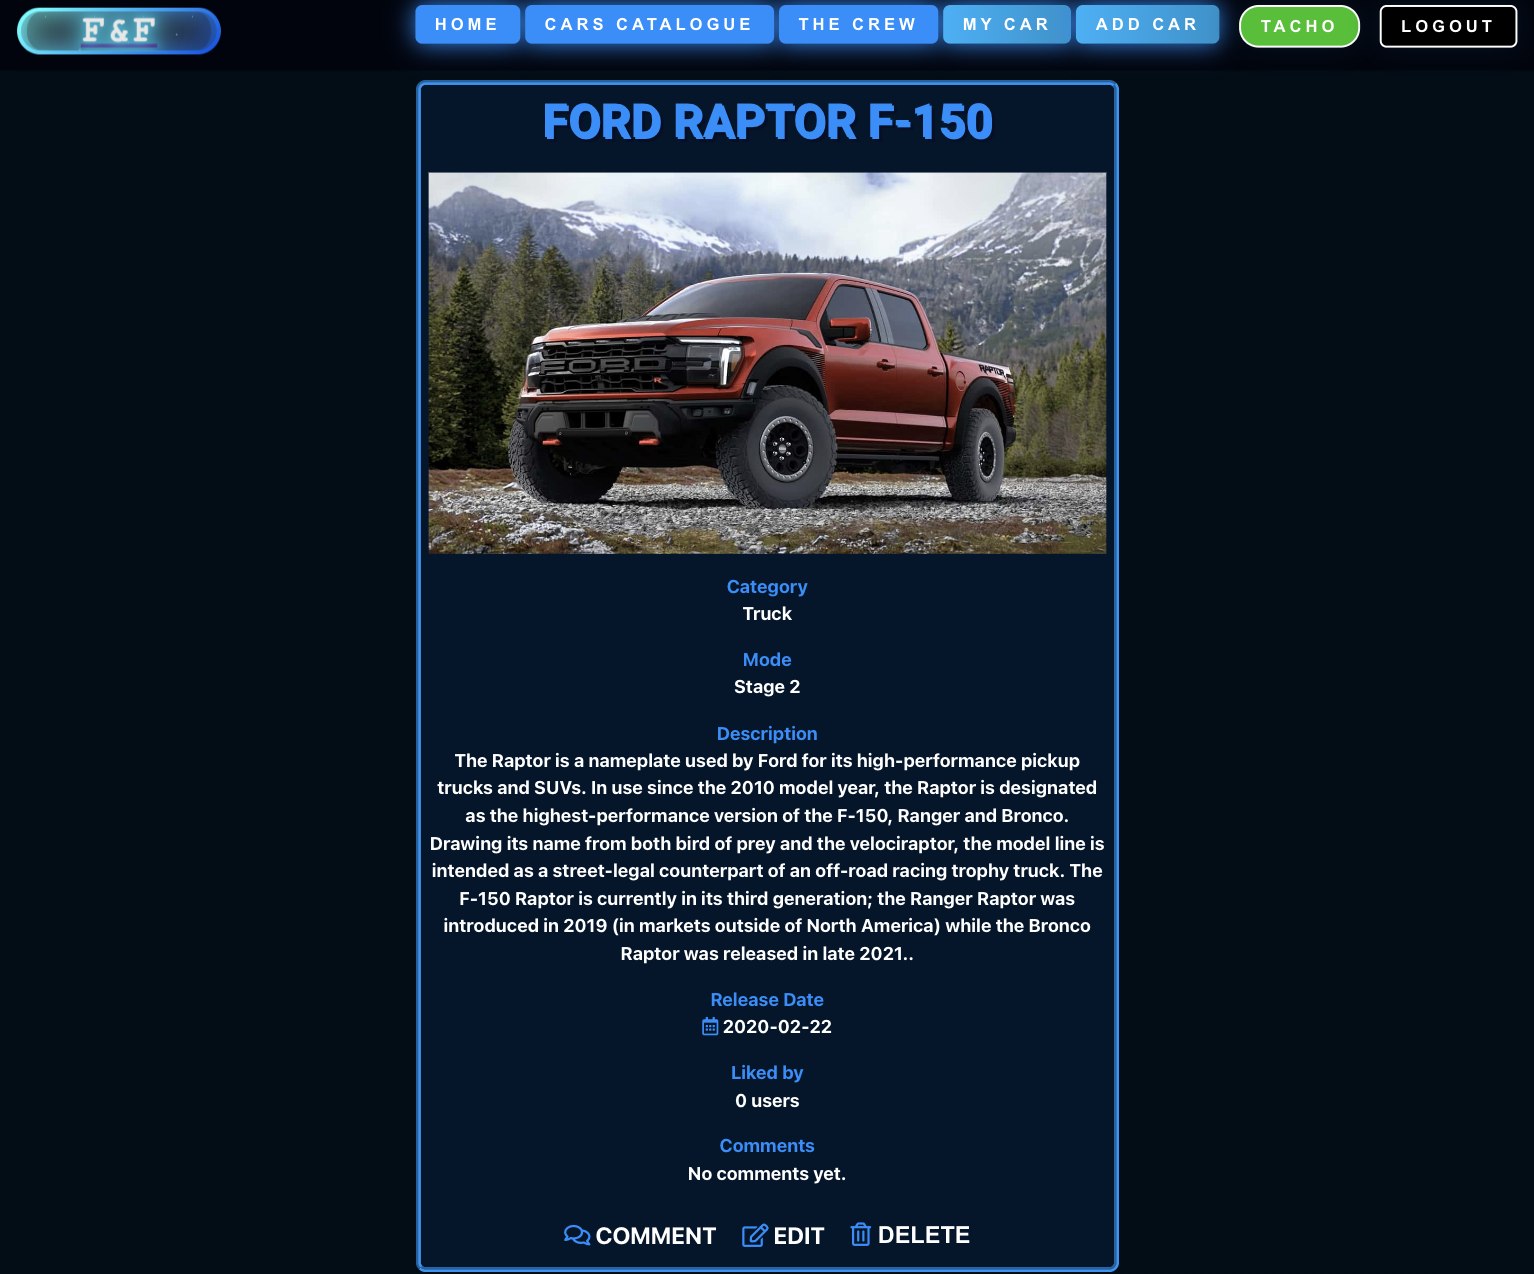 F & F
HOME
CARS CATALOGUE
THE CREW
MY CAR
ADD CAR
TACHO
LOGOUT
FORD RAPTOR F-150
FORD
RAPTOR
Category
Truck
Mode
Stage 2
Description
The Raptor is a nameplate used by Ford for its high-performance pickup
trucks and SUVs. In use since the 2010 model year, the Raptor is designated
as the highest-performance version of the F-150, Ranger and Bronco.
Drawing its name from both bird of prey and the velociraptor, the model line is
intended as a street-legal counterpart of an off-road racing trophy truck. The
F-150 Raptor is currently in its third generation; the Ranger Raptor was
introduced in 2019 (in markets outside of North America) while the Bronco
Raptor was released in late 2021..
Release Date
2020-02-22
Liked by
0 users
Comments
No comments yet.
COMMENT
EDIT
DELETE